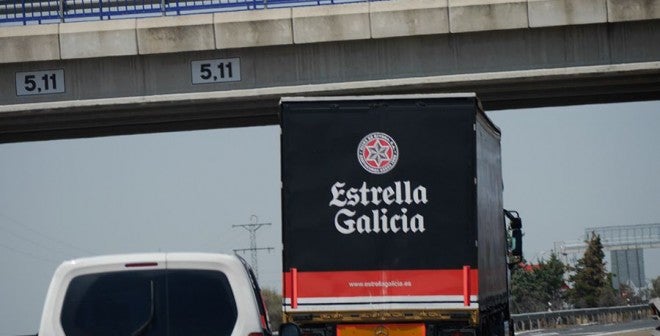 5,11
5,11
Estrella
Galicia
www.estrellagalicia.es